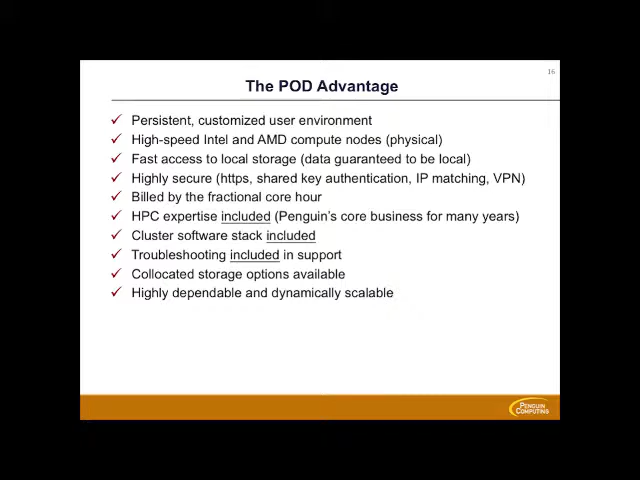 16
The POD Advantage
Persistent, customized user environment
High-speed Intel and AMD compute nodes (physical)
Fast access to local storage (data guaranteed to be local)
Highly secure (https, shared key authentication, IP matching, VPN)
Billed by the fractional core hour
HPC expertise included (Penguin's core business for many years)
Cluster software stack included
Troubleshooting included in support
Collocated storage options available
Highly dependable and dynamically scalable
PENGUIN
COMPUTING